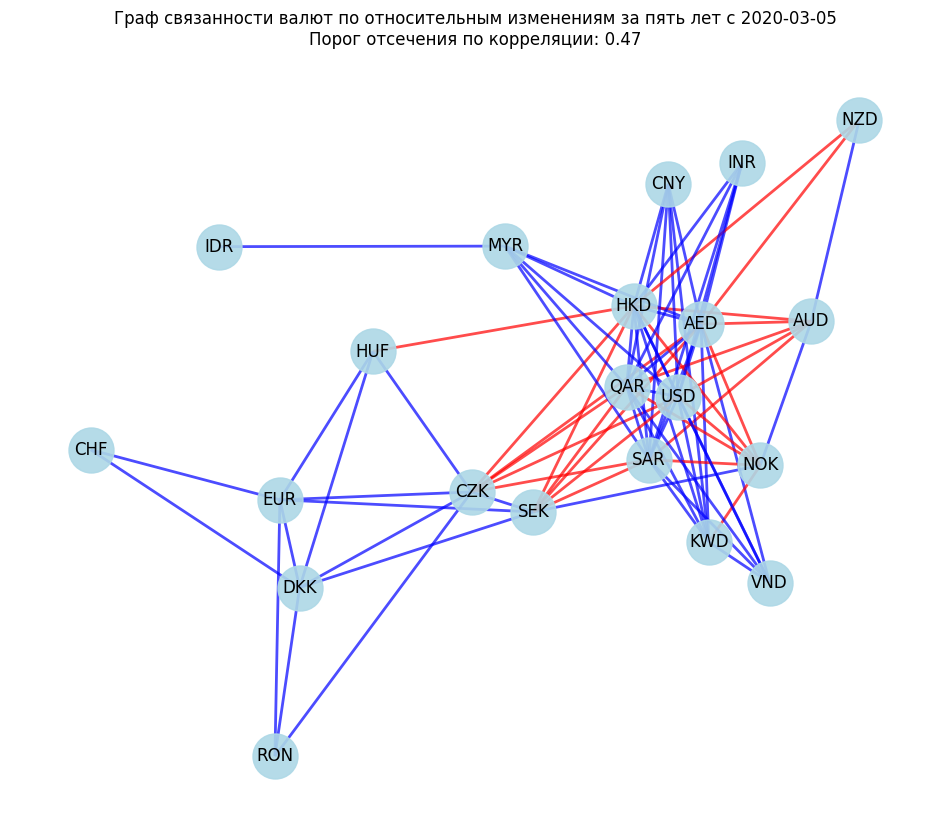 Граф связанности валют по относительным изменениям за пять лет с 2020-03-05
Порог отсечения по корреляции: 0.47
NZD
INR
CNY
IDR
MYR
HKD
AED
AUD
HUF
QAR
USD
CHF
SAR
NOK
EUR
CZK
SEK
KWD
DKK
VND
RON